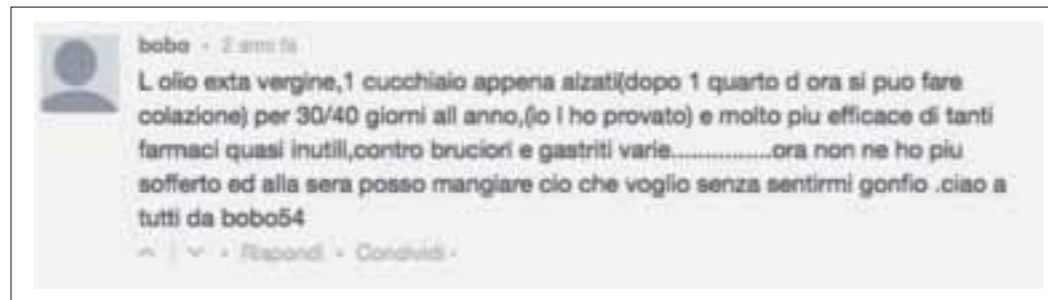 bobo • 2 anni fa
L olio exta vergine,1 cucchiaio appena alzati(dopo 1 quarto d ora si puo fare
colazione) per 30/40 giorni all anno,(io l ho provato) e molto piu efficace di tanti
farmaci quasi inutili,contro bruciori e gastriti varie...............ora non ne ho piu
sofferto ed alla sera posso mangiare cio che voglio senza sentirmi gonfio .ciao a
tutti da bobo54
• Rispondi • Condividi •